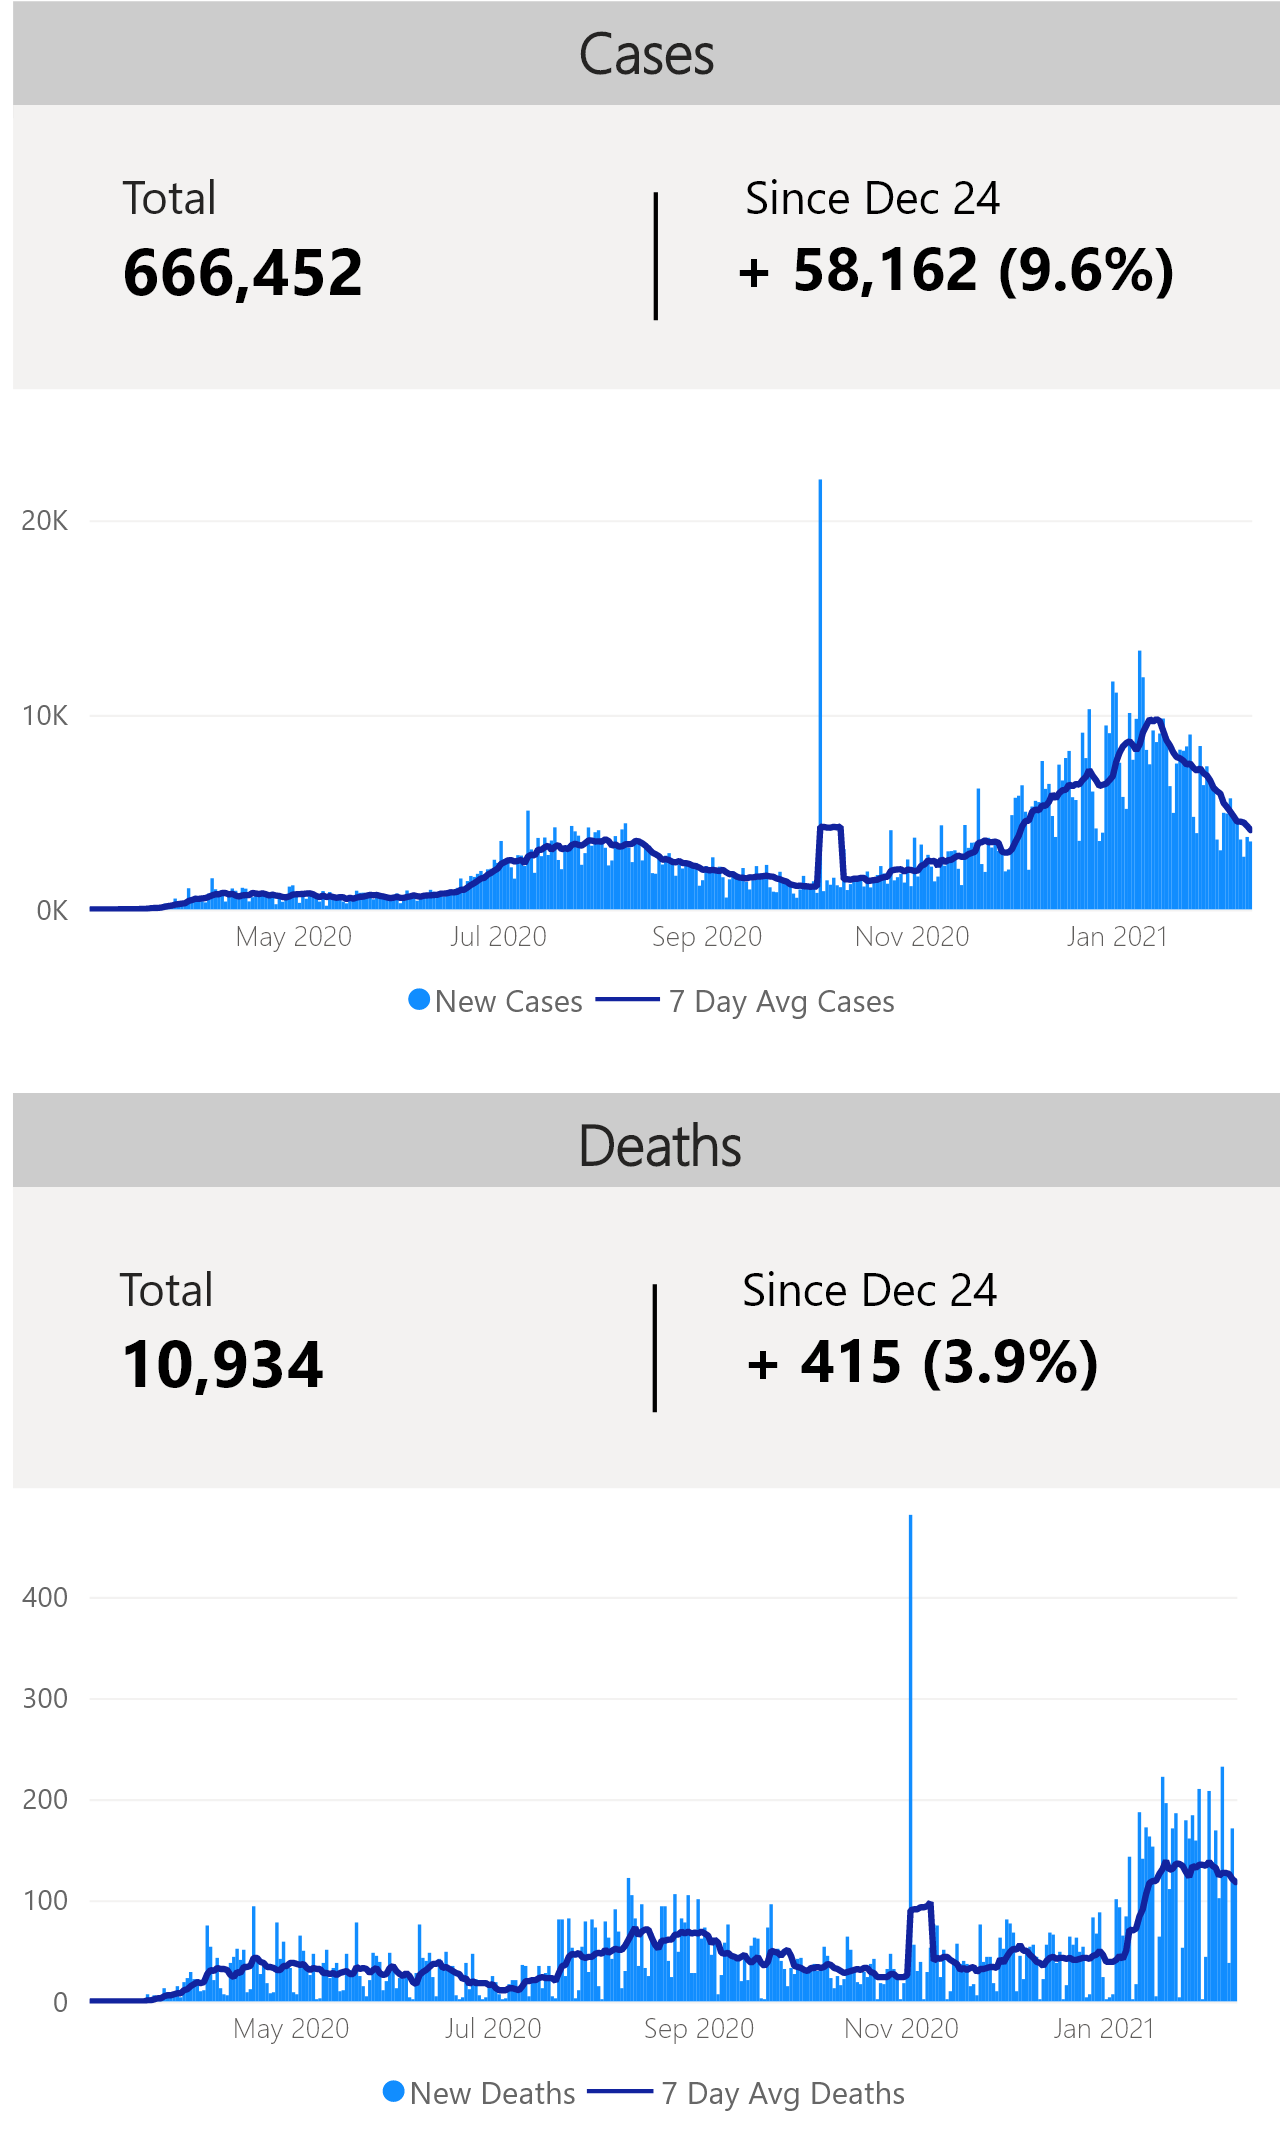 Cases
Total
Since Dec 24
666,452
+ 58,162 (9.6%)
20K
10K
0K
May 2020
Jul 2020
Sep 2020
Nov 2020
Jan 2021
New Cases
7 Day Avg Cases
Deaths
Total
Since Dec 24
10,934
+ 415 (3.9%)
400
300
200
100
0
May 2020
Jul 2020
Sep 2020
Nov 2020
Jan 2021
New Deaths
7 Day Avg Deaths